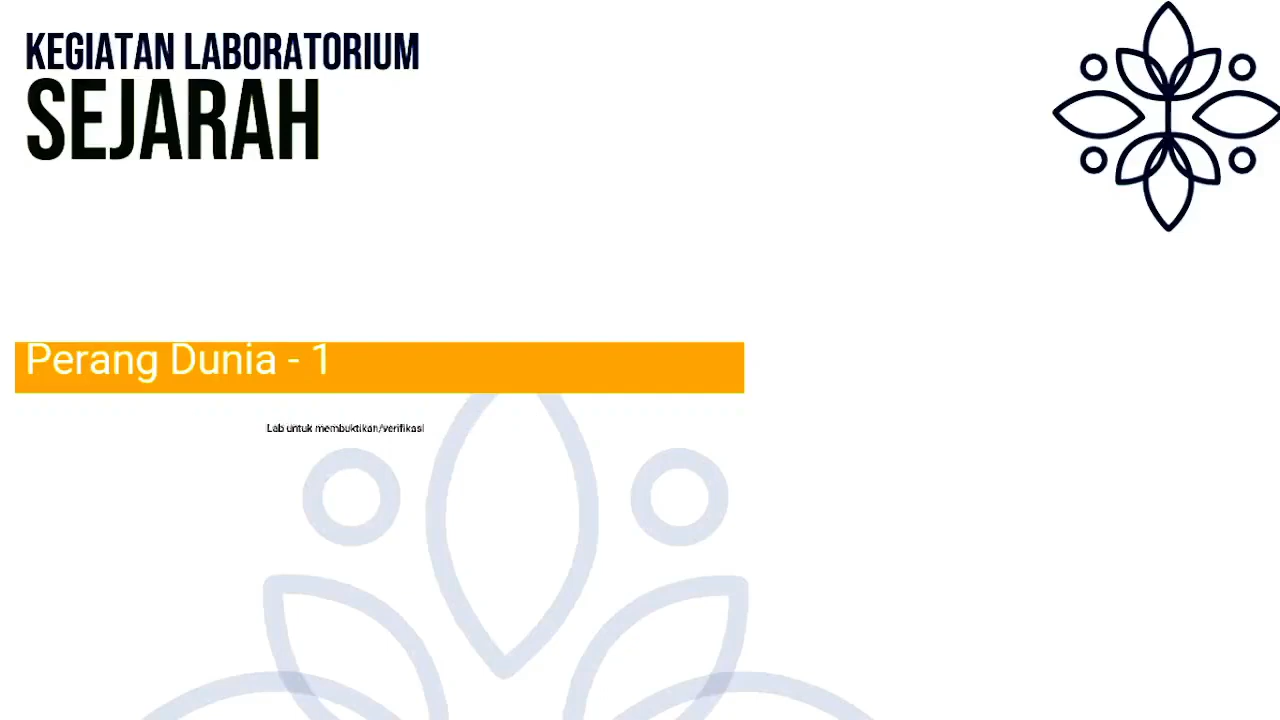 KEGIATAN LABORATORIUM
SEJARAH
Perang Dunia - 1
Lab untuk membuktikan/verifikasi